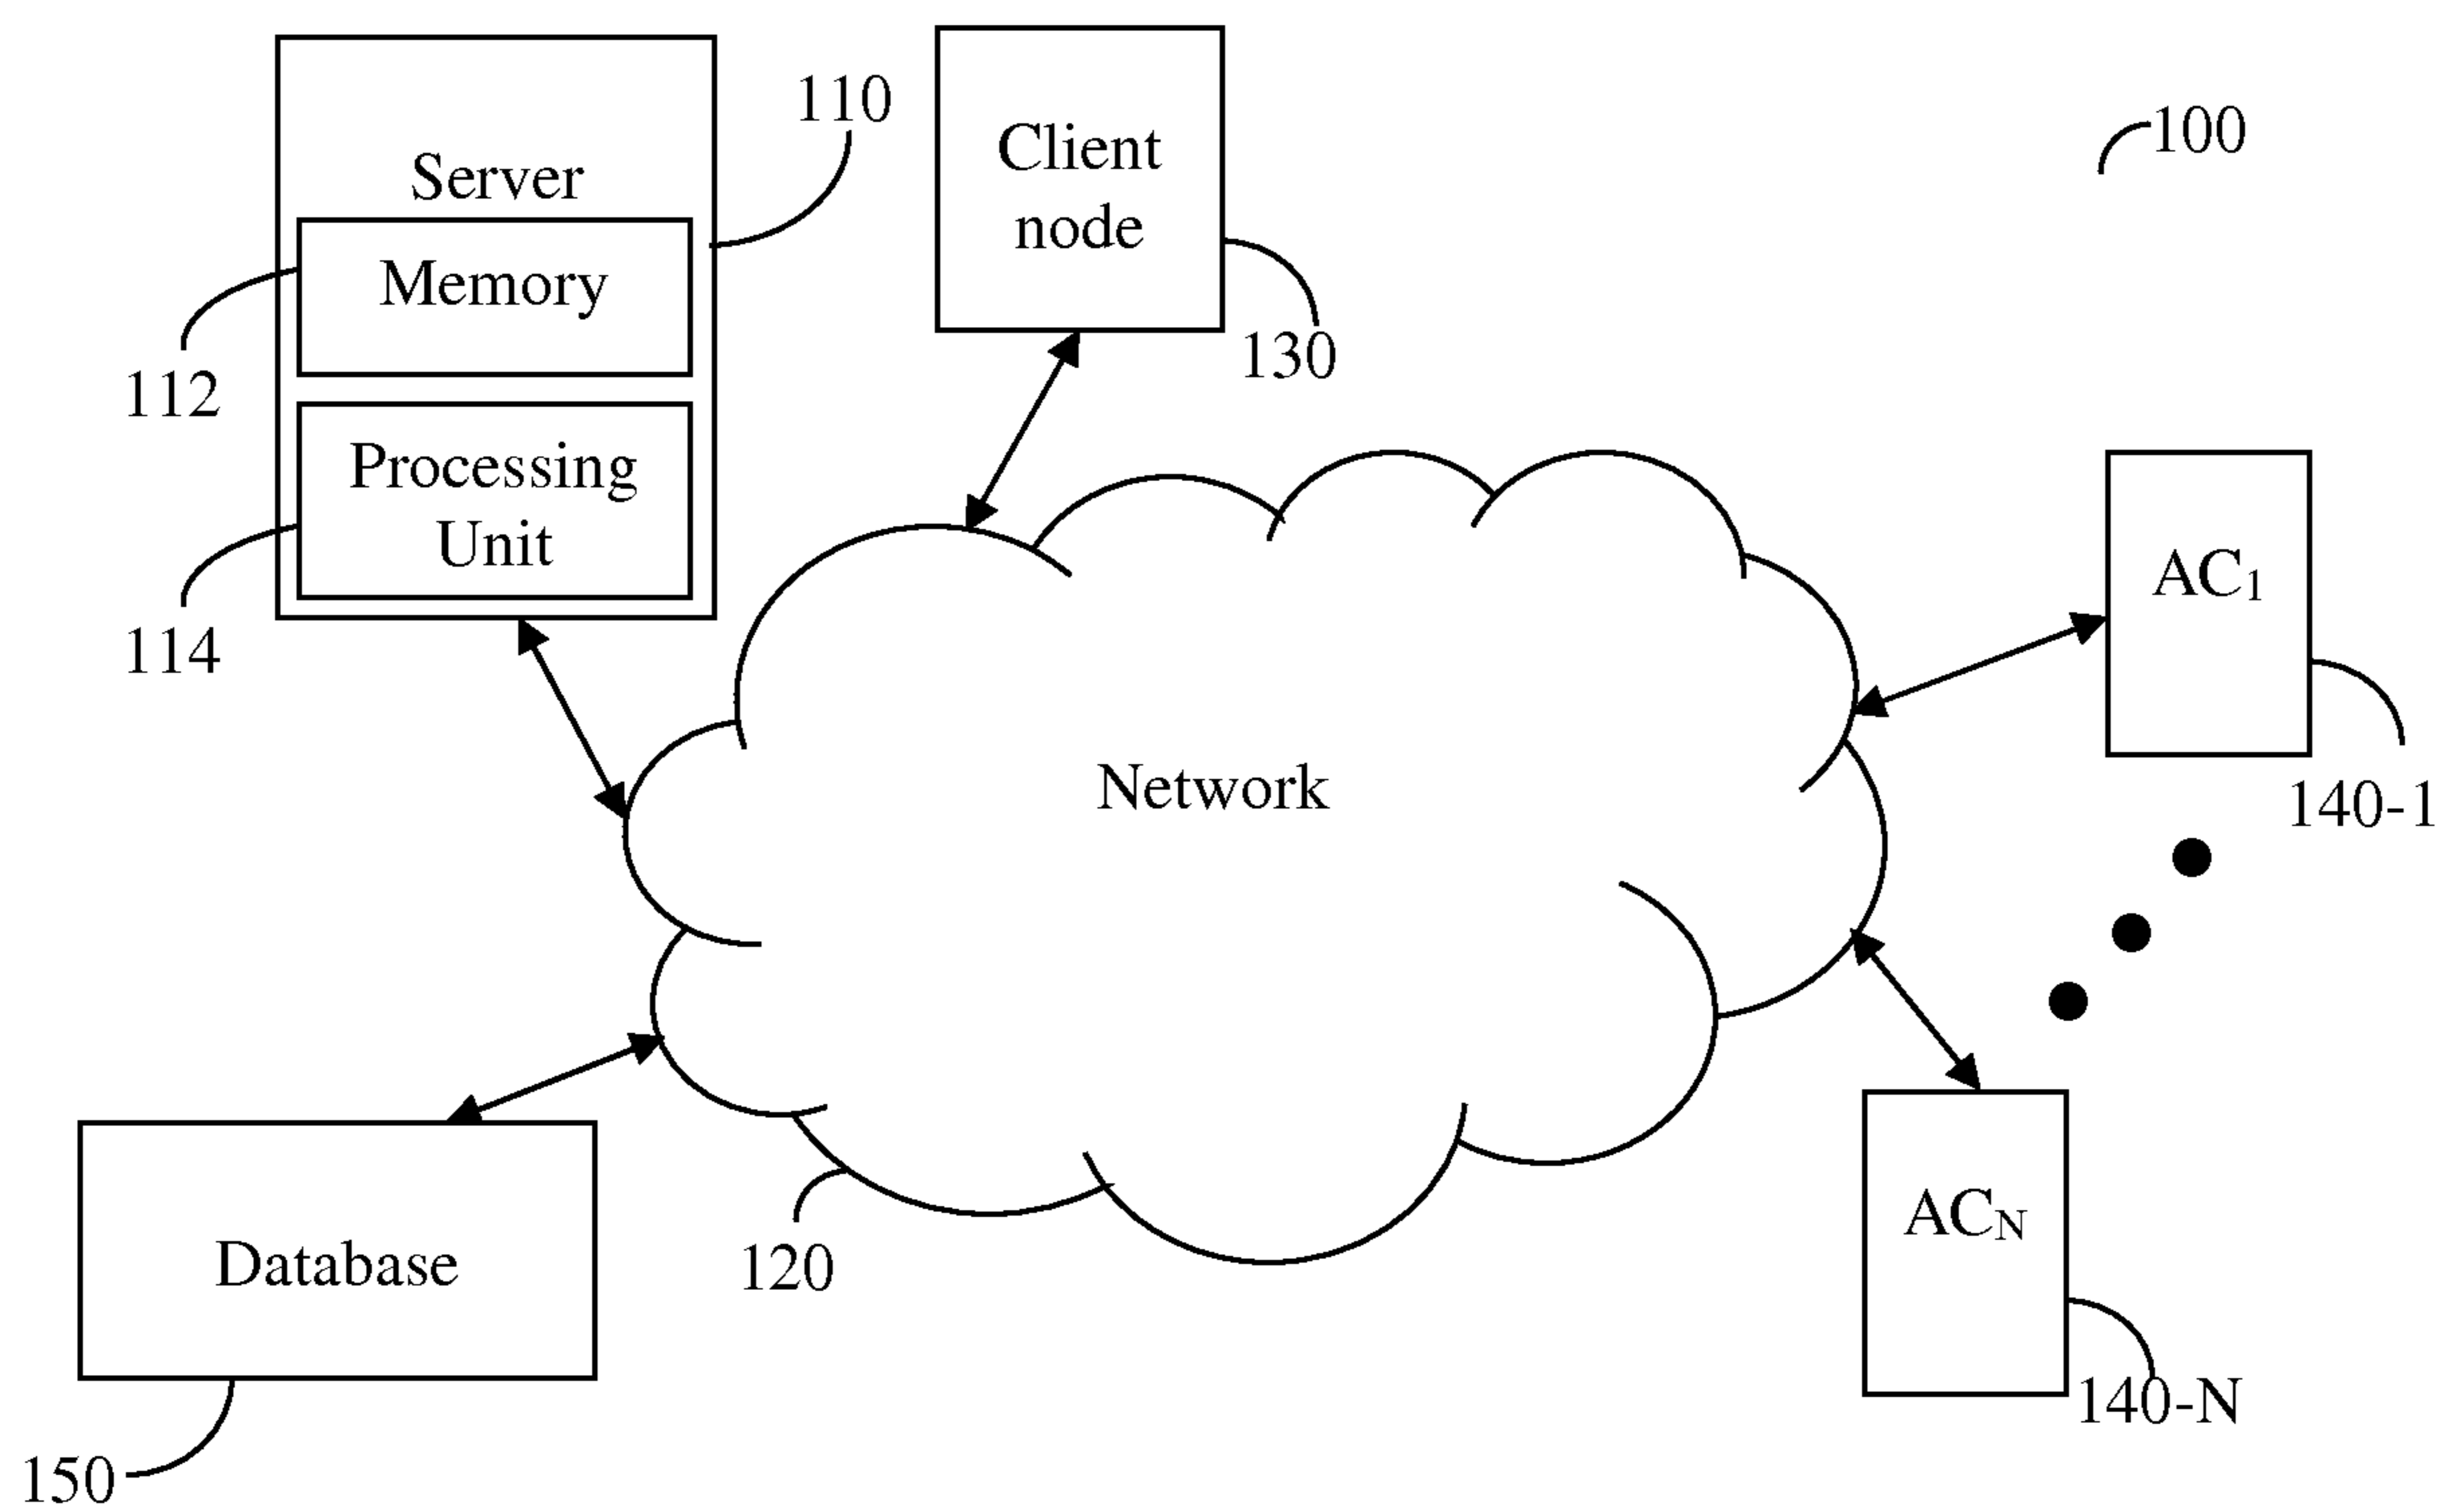 110
Client
node
100
Server
Memory
130
112
Processing
Unit
114
AC1
Network
140-1
Database
120
ACN
140-N
150